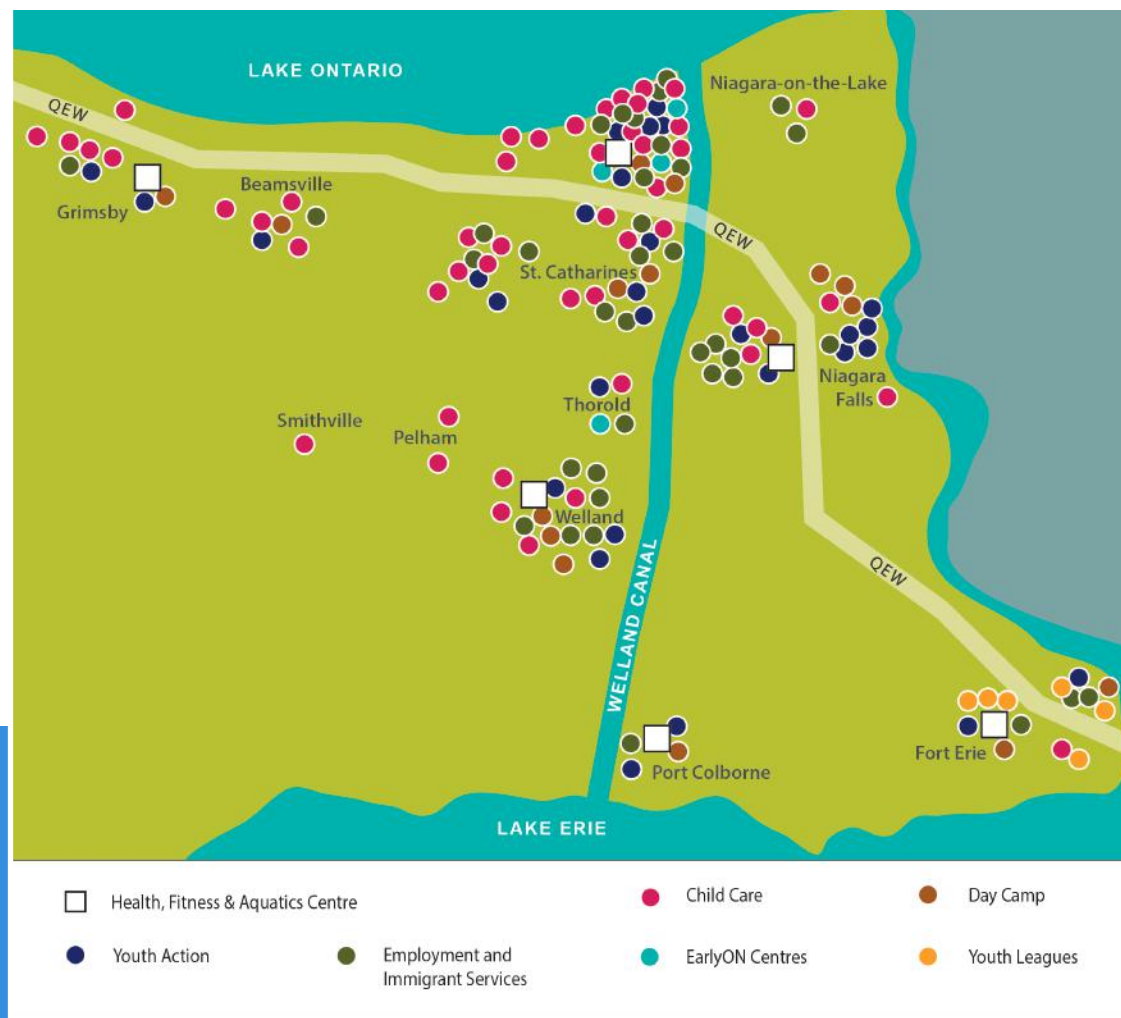 LAKE ONTARIO
Niagara-on-the-Lake
QEW
Beamsville
Grimsby
QEW
St. Catharines
Niagara
Falls
Thorold
Smithville
Pelham
Welland
QEW
WELLAND CANAL
Fort Erie
Port Colborne
LAKE ERIE
Health, Fitness & Aquatics Centre
Child Care
Day Camp
Youth Action
Employment and
Immigrant Services
EarlyON Centres
Youth Leagues